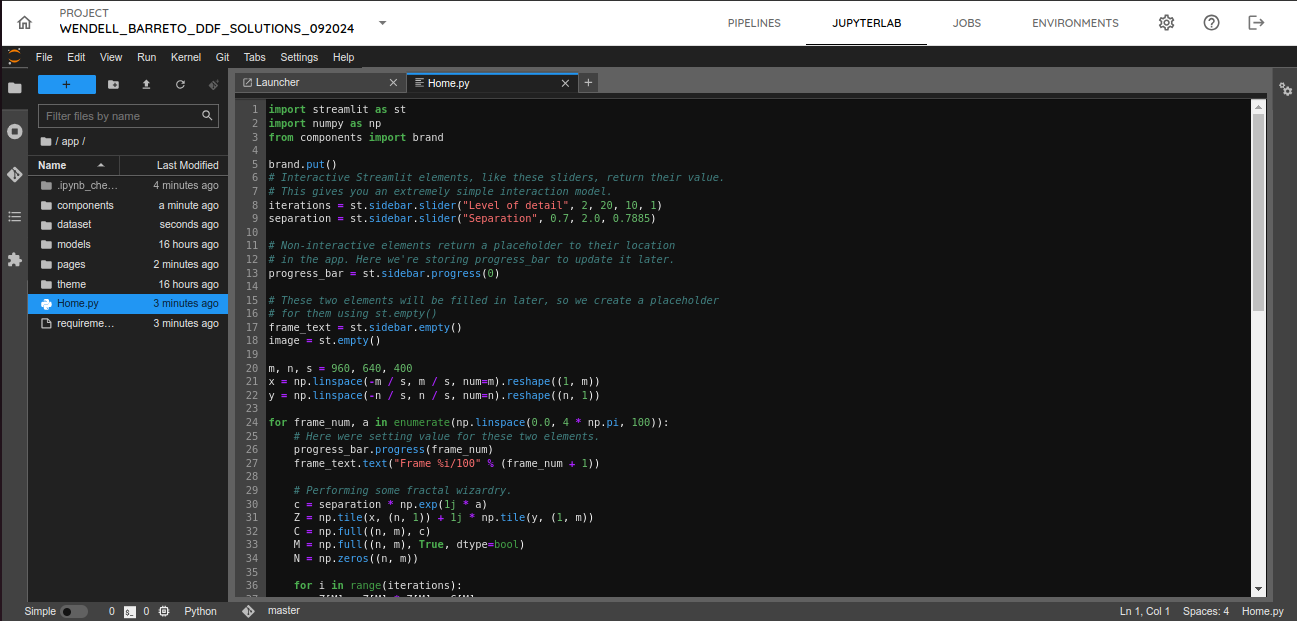 PROJECT
WENDELL_BARRETO_DDF_SOLUTIONS_092024
PIPELINES JUPYTERLAB JOBS ENVIRONMENTS
File Edit View Run Kernel Git Tabs Settings Help
+
Filter files by name
/ app /
Name Last Modified
.ipynb_che... 4 minutes ago
components a minute ago
dataset seconds ago
models 16 hours ago
pages 2 minutes ago
theme 16 hours ago
Home.py 3 minutes ago
requireme... 3 minutes ago
Launcher Home.py +
1 import streamlit as st
2 import numpy as np
3 from components import brand
4
5 brand.put()
6 # Interactive Streamlit elements, like these sliders, return their value.
7 # This gives you an extremely simple interaction model.
8 iterations = st.sidebar.slider("Level of detail", 2, 20, 10, 1)
9 separation = st.sidebar.slider("Separation", 0.7, 2.0, 0.7885)
10
11 # Non-interactive elements return a placeholder to their location
12 # in the app. Here we're storing progress_bar to update it later.
13 progress_bar = st.sidebar.progress(0)
14
15 # These two elements will be filled in later, so we create a placeholder
16 # for them using st.empty()
17 frame_text = st.sidebar.empty()
18 image = st.empty()
19
20 m, n, s = 960, 640, 400
21 x = np.linspace(-m / s, m / s, num=m).reshape((1, m))
22 y = np.linspace(-n / s, n / s, num=n).reshape((n, 1))
23
24 for frame_num, a in enumerate(np.linspace(0.0, 4 * np.pi, 100)):
25     # Here were setting value for these two elements.
26     progress_bar.progress(frame_num)
27     frame_text.text("Frame %i/100" % (frame_num + 1))
28
29     # Performing some fractal wizardry.
30     c = separation * np.exp(1j * a)
31     Z = np.tile(x, (n, 1)) + 1j * np.tile(y, (1, m))
32     C = np.full((n, m), c)
33     M = np.full((n, m), True, dtype=bool)
34     N = np.zeros((n, m))
35
36     for i in range(iterations):
Simple 0 0 Python master Ln 1, Col 1 Spaces: 4 Home.py